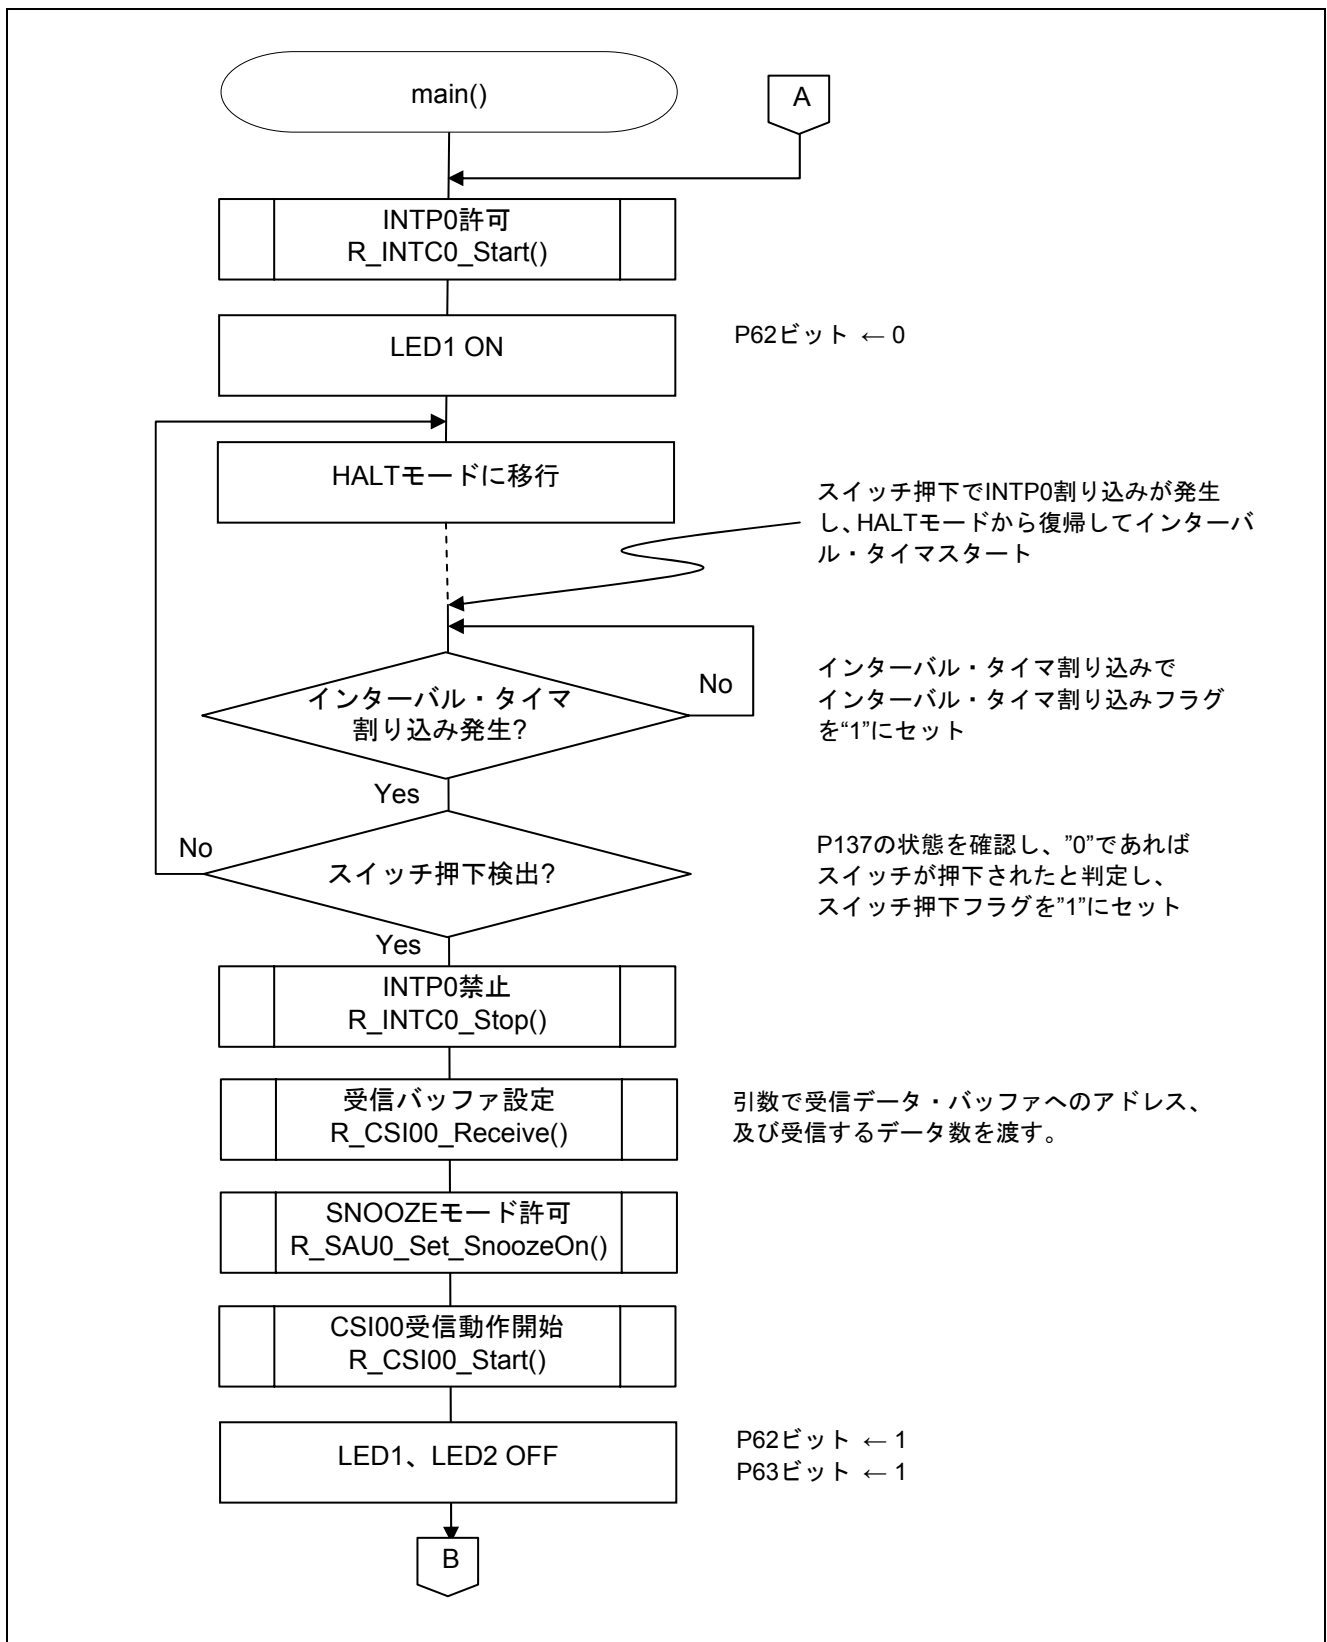 main()
A
INTP0許可
R_INTC0_Start()
LED1 ON
P62ビット ← 0
HALTモードに移行
スイッチ押下でINTP0割り込みが発生
し、HALTモードから復帰してインターバ
ル・タイマスタート
インターバル・タイマ
割り込み発生?
No
インターバル・タイマ割り込みで
インターバル・タイマ割り込みフラグ
を“1”にセット
Yes
No
スイッチ押下検出?
P137の状態を確認し、”0”であれば
スイッチが押下されたと判定し、
スイッチ押下フラグを”1”にセット
Yes
INTP0禁止
R_INTC0_Stop()
受信バッファ設定
R_CSI00_Receive()
引数で受信データ・バッファへのアドレス、
及び受信するデータ数を渡す。
SNOOZEモード許可
R_SAU0_Set_SnoozeOn()
CSI00受信動作開始
R_CSI00_Start()
LED1、LED2 OFF
P62ビット ← 1
P63ビット ← 1
B